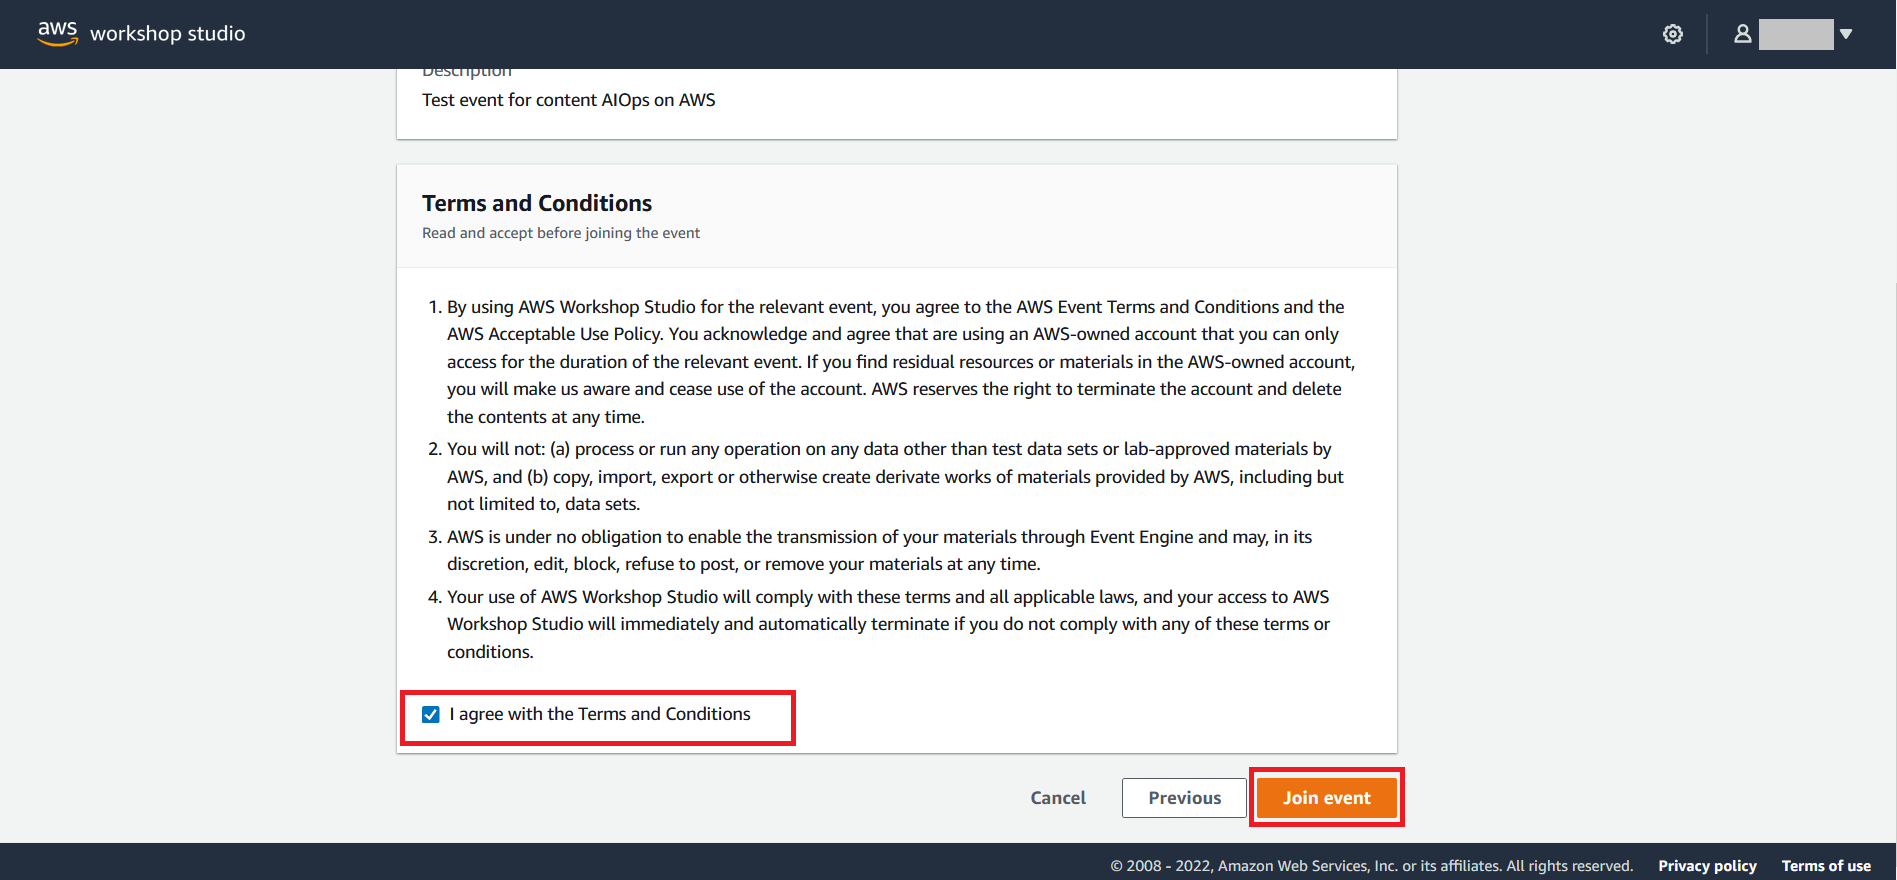 aws workshop studio
Description
Test event for content AIOps on AWS
Terms and Conditions
Read and accept before joining the event
1. By using AWS Workshop Studio for the relevant event, you agree to the AWS Event Terms and Conditions and the
AWS Acceptable Use Policy. You acknowledge and agree that are using an AWS-owned account that you can only
access for the duration of the relevant event. If you find residual resources or materials in the AWS-owned account,
you will make us aware and cease use of the account. AWS reserves the right to terminate the account and delete
the contents at any time.
2. You will not: (a) process or run any operation on any data other than test data sets or lab-approved materials by
AWS, and (b) copy, import, export or otherwise create derivate works of materials provided by AWS, including but
not limited to, data sets.
3. AWS is under no obligation to enable the transmission of your materials through Event Engine and may, in its
discretion, edit, block, refuse to post, or remove your materials at any time.
4. Your use of AWS Workshop Studio will comply with these terms and all applicable laws, and your access to AWS
Workshop Studio will immediately and automatically terminate if you do not comply with any of these terms or
conditions.
I agree with the Terms and Conditions
Cancel Previous Join event
© 2008 - 2022, Amazon Web Services, Inc. or its affiliates. All rights reserved. Privacy policy Terms of use